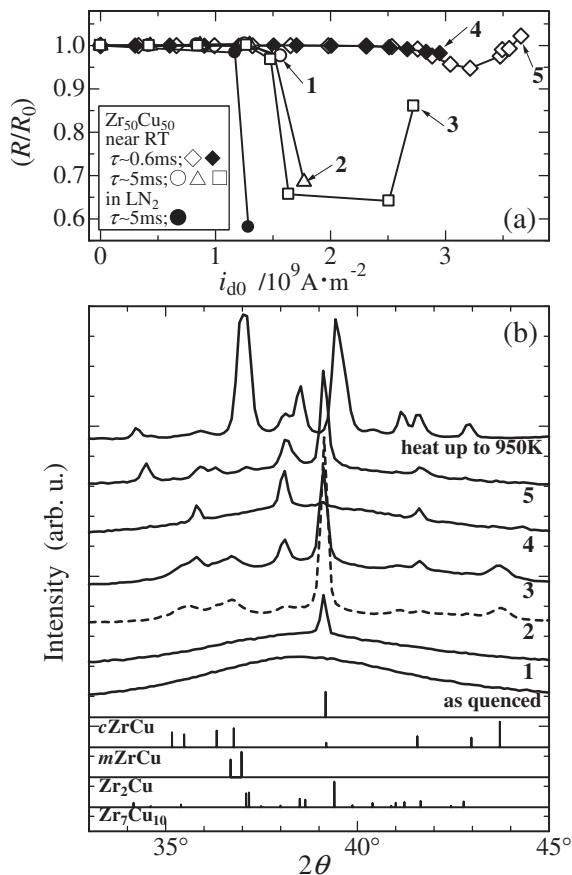 1.0
0.9
0.8
0.7
0.6
(R/R₀)
Zr₅₀Cu₅₀
near RT
τ~0.6ms;◇◆
τ~5ms;○△□
in LN₂
τ~5ms;●
1
2
3
4
5
(a)
0 1 2 3
i_d0 /10⁹A·m⁻²
(b)
Intensity (arb. u.)
heat up to 950K
5
4
3
2
1
as quenced
cZrCu
mZrCu
Zr₂Cu
Zr₇Cu₁₀
35° 40° 45°
2θ